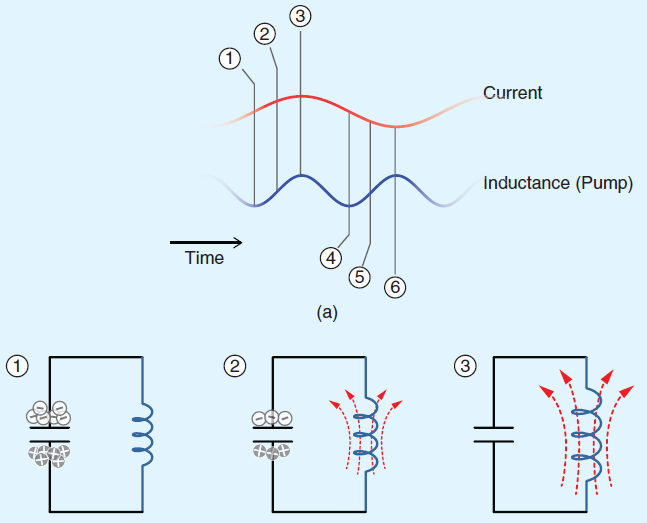 ③
②
①
Current
Inductance (Pump)
Time
④
⑤
⑥
(a)
① ② ③